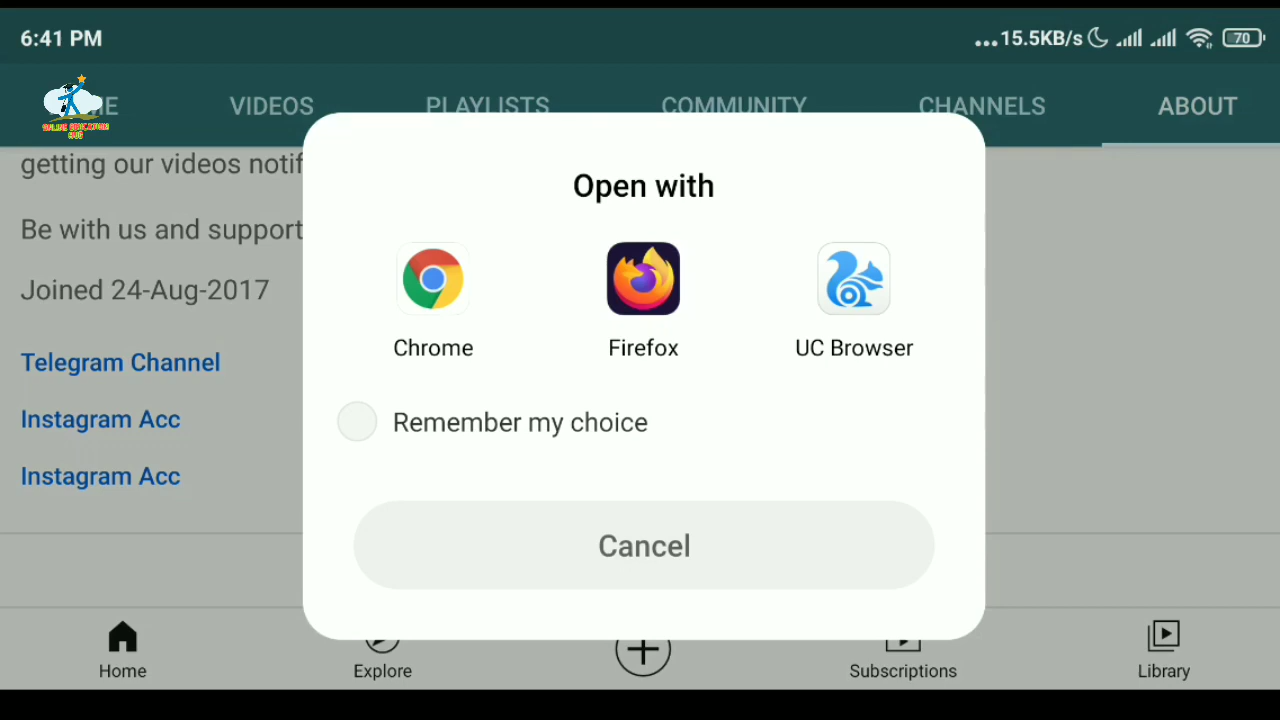 6:41 PM
...15.5KB/s
70
VIDEOS PLAYLISTS COMMUNITY CHANNELS ABOUT
ONLINE EDUCATION
getting our videos notif
Open with
Be with us and support
Joined 24-Aug-2017
Chrome Firefox UC Browser
Telegram Channel
Instagram Acc
Remember my choice
Instagram Acc
Cancel
Home Explore Subscriptions Library